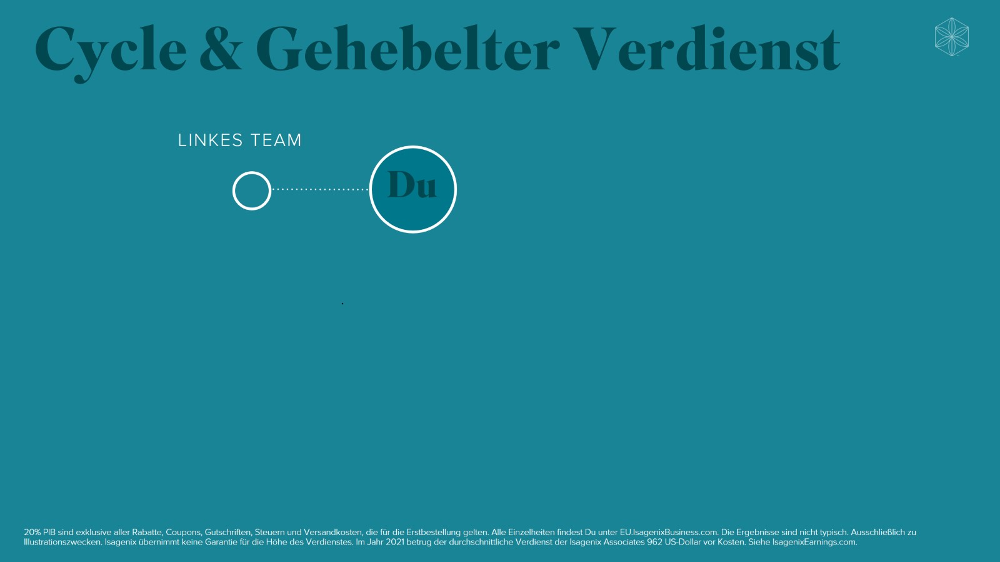 Cycle & Gehebelter Verdienst
LINKES TEAM
Du
20% PIB sind exklusive aller Rabatte, Coupons, Gutschriften, Steuern und Versandkosten, die für die Erstbestellung gelten. Alle Einzelheiten findest Du unter EU.IsagenixBusiness.com. Die Ergebnisse sind nicht typisch. Ausschließlich zu
Illustrationszwecken. Isagenix übernimmt keine Garantie für die Höhe des Verdienstes. Im Jahr 2021 betrug der durchschnittliche Verdienst der Isagenix Associates 962 US-Dollar vor Kosten. Siehe IsagenixEarnings.com.